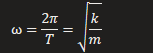 ω = 2π/T = √(k/m)